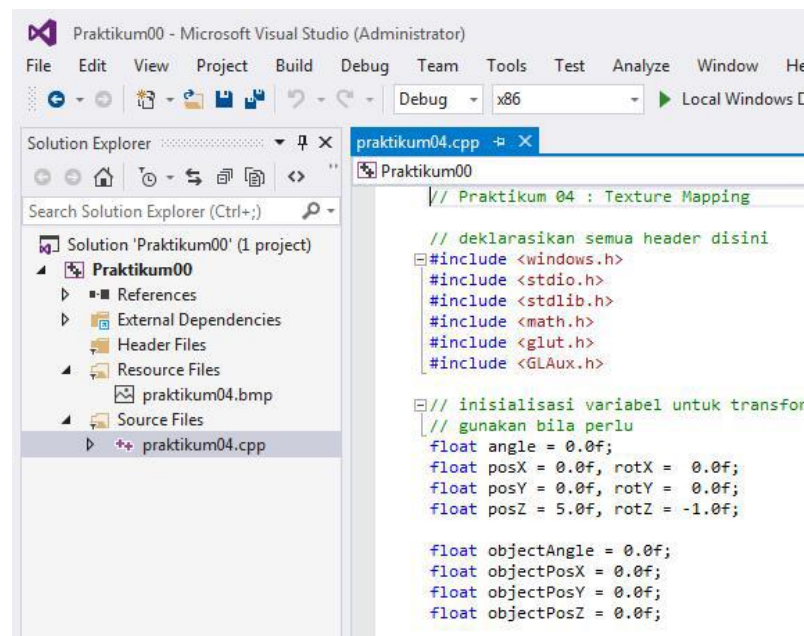 Praktikum00 - Microsoft Visual Studio (Administrator)
File Edit View Project Build Debug Team Tools Test Analyze Window
Debug x86 Local Windows
Solution Explorer
Search Solution Explorer (Ctrl+;)
Solution 'Praktikum00' (1 project)
Praktikum00
References
External Dependencies
Header Files
Resource Files
praktikum04.bmp
Source Files
praktikum04.cpp
praktikum04.cpp
Praktikum00
// Praktikum 04 : Texture Mapping
// deklarasikan semua header disini
#include <windows.h>
#include <stdio.h>
#include <stdlib.h>
#include <math.h>
#include <glut.h>
#include <GLAux.h>
// inisialisasi variabel untuk transfor
// gunakan bila perlu
float angle = 0.0f;
float posX = 0.0f, rotX =  0.0f;
float posY = 0.0f, rotY =  0.0f;
float posZ = 5.0f, rotZ = -1.0f;
float objectAngle = 0.0f;
float objectPosX = 0.0f;
float objectPosY = 0.0f;
float objectPosZ = 0.0f;